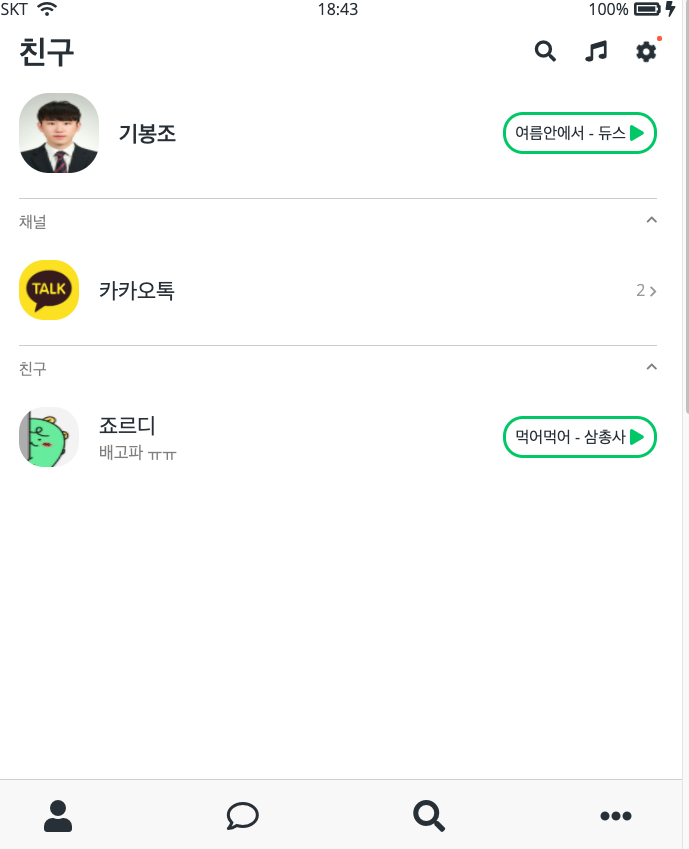 SKT 18:43 100%
친구
기봉조 여름안에서 - 듀스
채널
TALK 카카오톡 2
친구
죠르디
배고파 ㅠㅠ
먹어먹어 - 삼총사